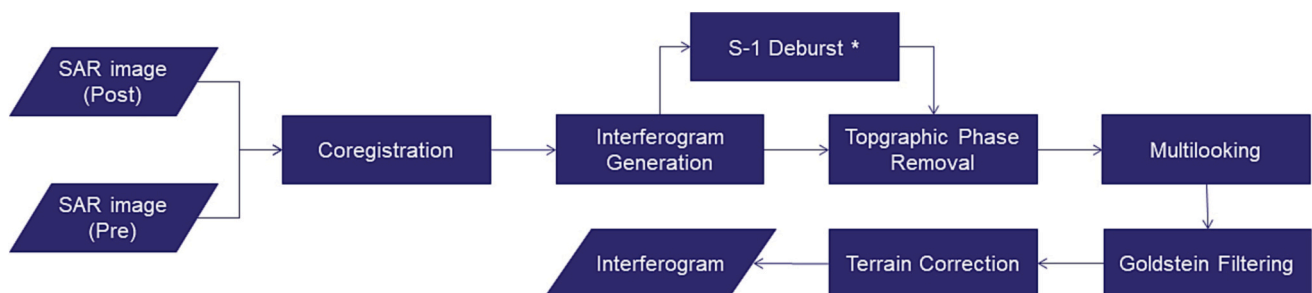 SAR image
(Post)
SAR image
(Pre)
Coregistration
Interferogram
Generation
S-1 Deburst *
Topgraphic Phase
Removal
Multilooking
Goldstein Filtering
Terrain Correction
Interferogram